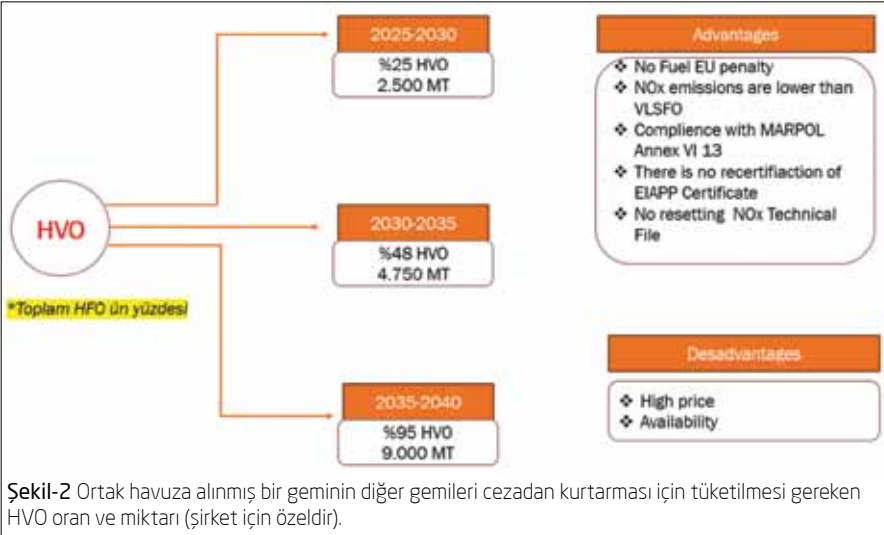 2025-2030
%25 HVO
2.500 MT
HVO
*Toplam HFO ün yüzdesi
2030-2035
%48 HVO
4.750 MT
2035-2040
%95 HVO
9.000 MT
Advantages
❖ No Fuel EU penalty
❖ NOx emissions are lower than
VLSFO
❖ Complience with MARPOL
Annex VI 13
❖ There is no recertifiaction of
EIAPP Certificate
❖ No resetting NOx Technical
File
Desadvantages
❖ High price
❖ Availability
Şekil-2 Ortak havuza alınmış bir geminin diğer gemileri cezadan kurtarması için tüketilmesi gereken
HVO oran ve miktarı (şirket için özeldir).